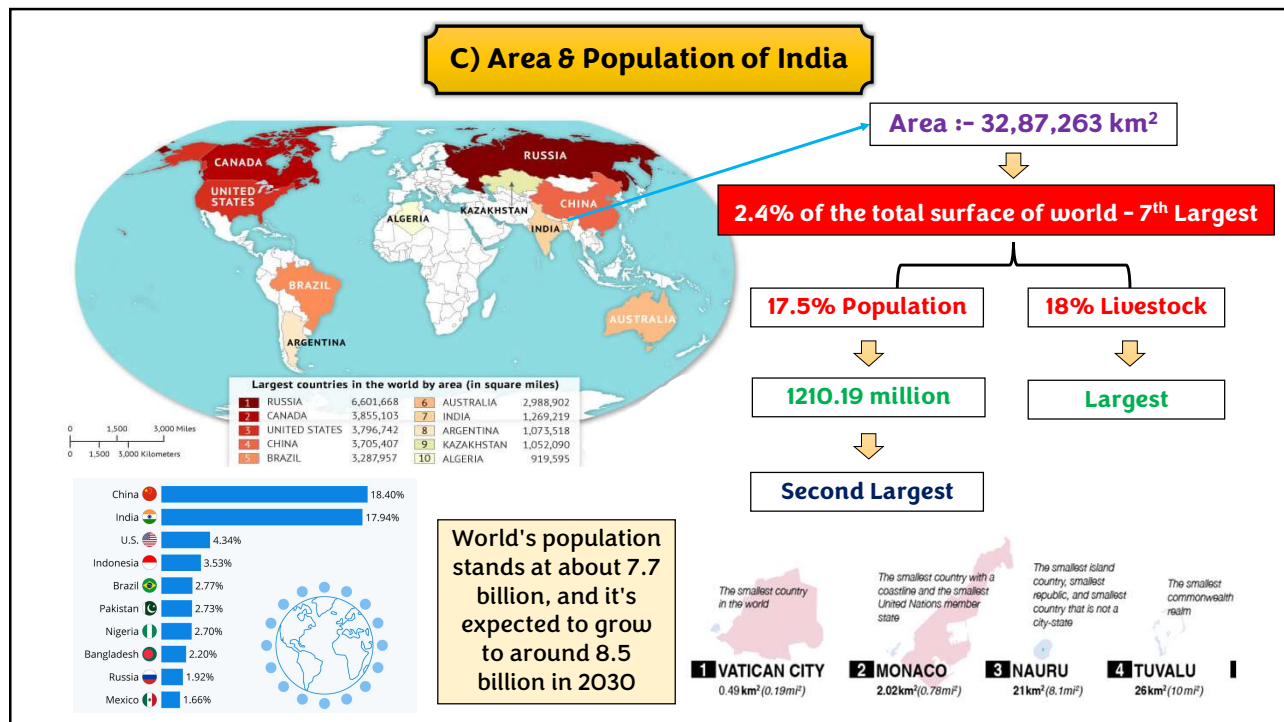 C) Area & Population of India
Area :- 32,87,263 km²
2.4% of the total surface of world - 7th Largest
17.5% Population
18% Livestock
1210.19 million
Largest
Second Largest
CANADA
UNITED
STATES
RUSSIA
CHINA
KAZAKHSTAN
ALGERIA
INDIA
BRAZIL
AUSTRALIA
ARGENTINA
Largest countries in the world by area (in square miles)
1 RUSSIA 6,601,668
2 CANADA 3,855,103
3 UNITED STATES 3,796,742
4 CHINA 3,705,407
5 BRAZIL 3,287,957
6 AUSTRALIA 2,988,902
7 INDIA 1,269,219
8 ARGENTINA 1,073,518
9 KAZAKHSTAN 1,052,090
10 ALGERIA 919,595
0 1,500 3,000 Miles
0 1,500 3,000 Kilometers
China 18.40%
India 17.94%
U.S. 4.34%
Indonesia 3.53%
Brazil 2.77%
Pakistan 2.73%
Nigeria 2.70%
Bangladesh 2.20%
Russia 1.92%
Mexico 1.66%
World's population
stands at about 7.7
billion, and it's
expected to grow
to around 8.5
billion in 2030
The smallest country
in the world
1 VATICAN CITY
0.49 km² (0.19mi²)
The smallest country with a
coastline and the smallest
United Nations member
state
2 MONACO
2.02km² (0.78mi²)
The smallest island
country, smallest
republic, and smallest
country that is not a
city-state
3 NAURU
21km² (8.1mi²)
The smallest
commonwealth
realm
4 TUVALU
26km² (10mi²)